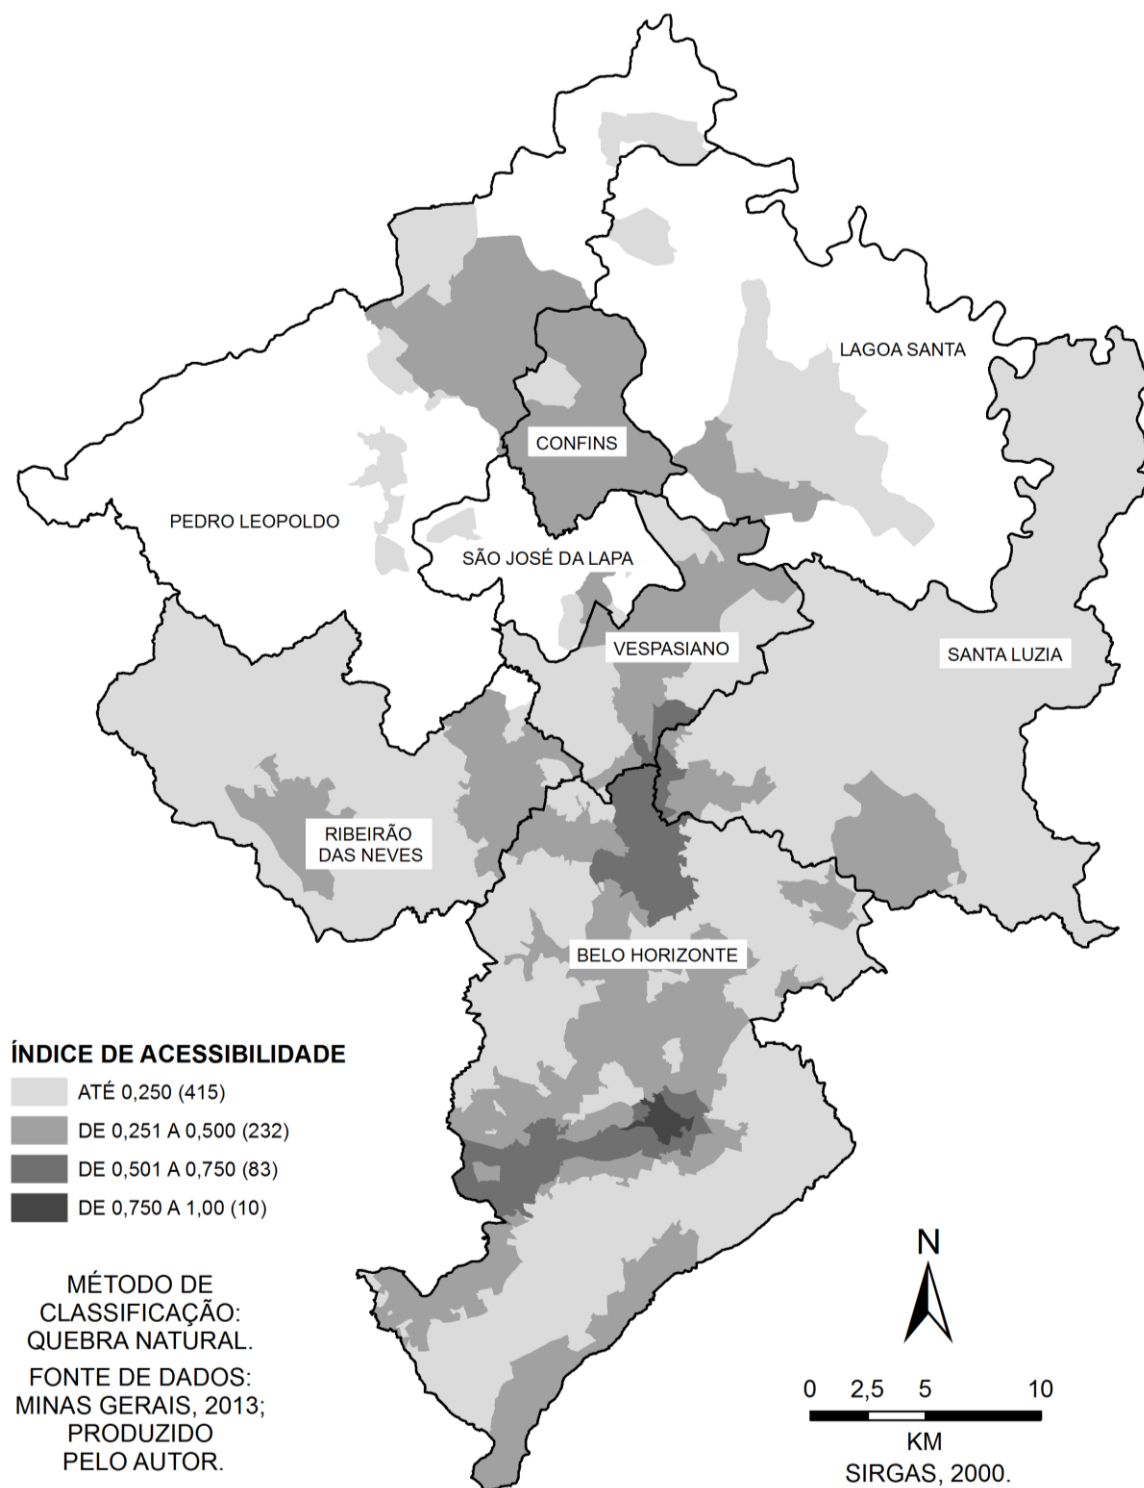 LAGOA SANTA
CONFINS
PEDRO LEOPOLDO
SÃO JOSÉ DA LAPA
VESPASIANO
SANTA LUZIA
RIBEIRÃO
DAS NEVES
BELO HORIZONTE
ÍNDICE DE ACESSIBILIDADE
ATÉ 0,250 (415)
DE 0,251 A 0,500 (232)
DE 0,501 A 0,750 (83)
DE 0,750 A 1,00 (10)
MÉTODO DE
CLASSIFICAÇÃO:
QUEBRA NATURAL.
FONTE DE DADOS:
MINAS GERAIS, 2013;
PRODUZIDO
PELO AUTOR.
N
0 2,5 5 10
KM
SIRGAS, 2000.